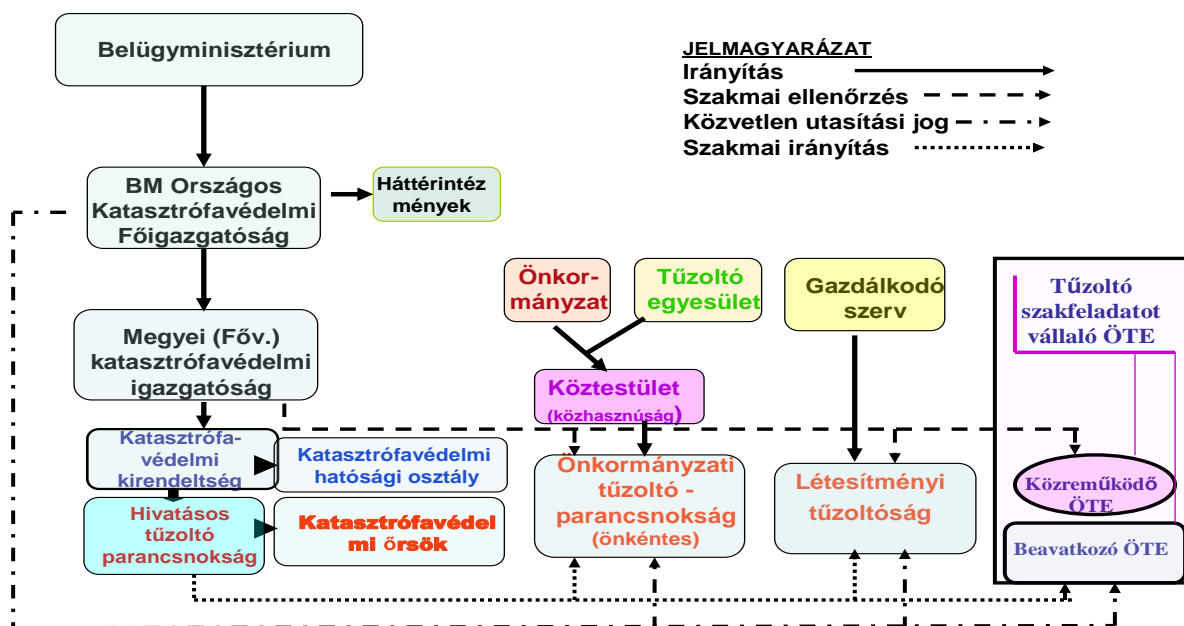 Belügyminisztérium
JELMAGYARÁZAT
Irányítás
Szakmai ellenőrzés
Közvetlen utasítási jog
Szakmai irányítás
BM Országos
Katasztrófavédelmi
Főigazgatóság
Háttérintéz
mények
Önkor-
mányzat
Tűzoltó
egyesület
Gazdálkodó
szerv
Tűzoltó
szakfeladatot
vállaló ÖTE
Megyei (Főv.)
katasztrófavédelmi
igazgatóság
Köztestület
(közhasznúság)
Katasztrófa-
védelmi
kirendeltség
Katasztrófavédelmi
hatósági osztály
Önkormányzati
tűzoltó -
parancsnokság
(önkéntes)
Létesítményi
tűzoltóság
Közreműködő
ÖTE
Hivatásos
tűzoltó
parancsnokság
Katasztrófavédel
mi őrsök
Beavatkozó ÖTE